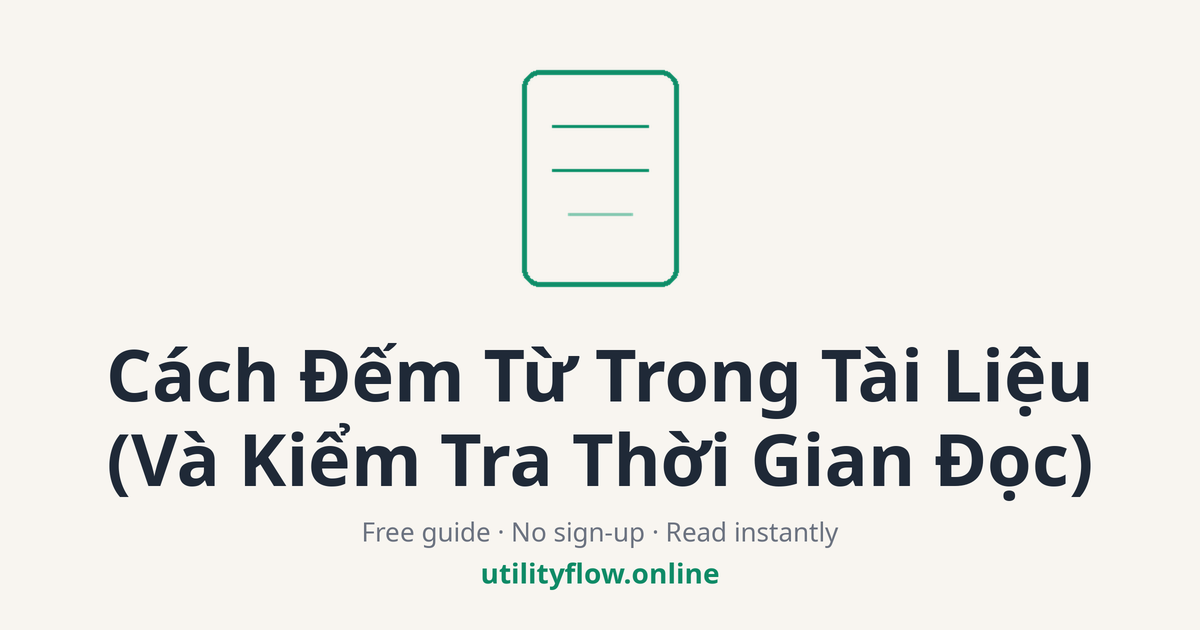 Cách Đếm Từ Trong Tài Liệu
(Và Kiểm Tra Thời Gian Đọc)
Free guide · No sign-up · Read instantly
utilityflow.online